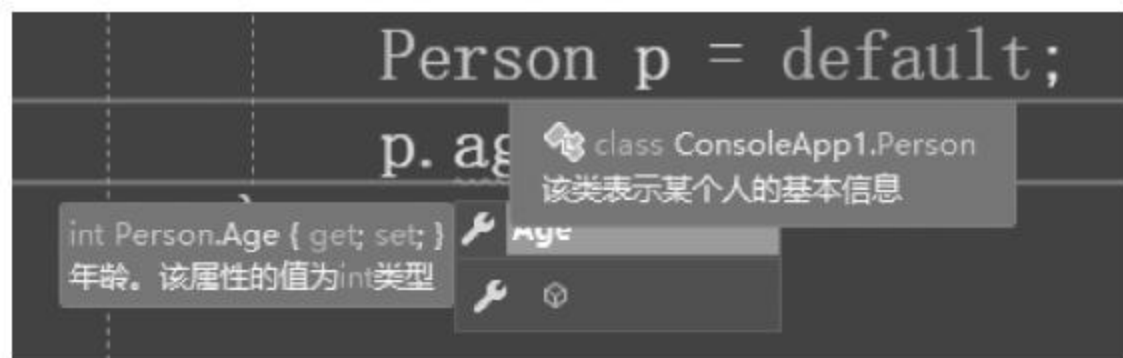 Person p = default;
p.ag
class ConsoleApp1.Person
该类表示某个人的基本信息
int Person.Age { get; set; }
年龄。该属性的值为int类型
Age